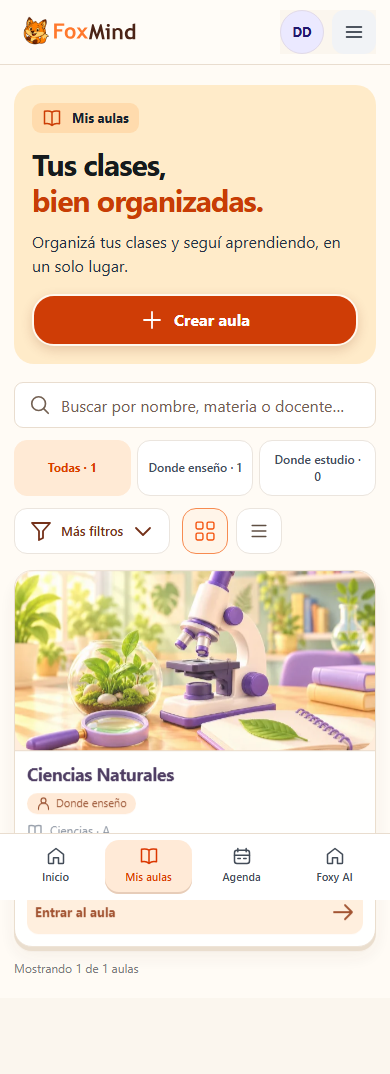 FoxMind
DD
Mis aulas
Tus clases,
bien organizadas.
Organizá tus clases y seguí aprendiendo, en
un solo lugar.
Crear aula
Buscar por nombre, materia o docente...
Todas · 1
Donde enseño · 1
Donde estudio ·
0
Más filtros
Ciencias Naturales
Donde enseño
Ciencias · A
Inicio
Mis aulas
Agenda
Foxy AI
Entrar al aula
Mostrando 1 de 1 aulas